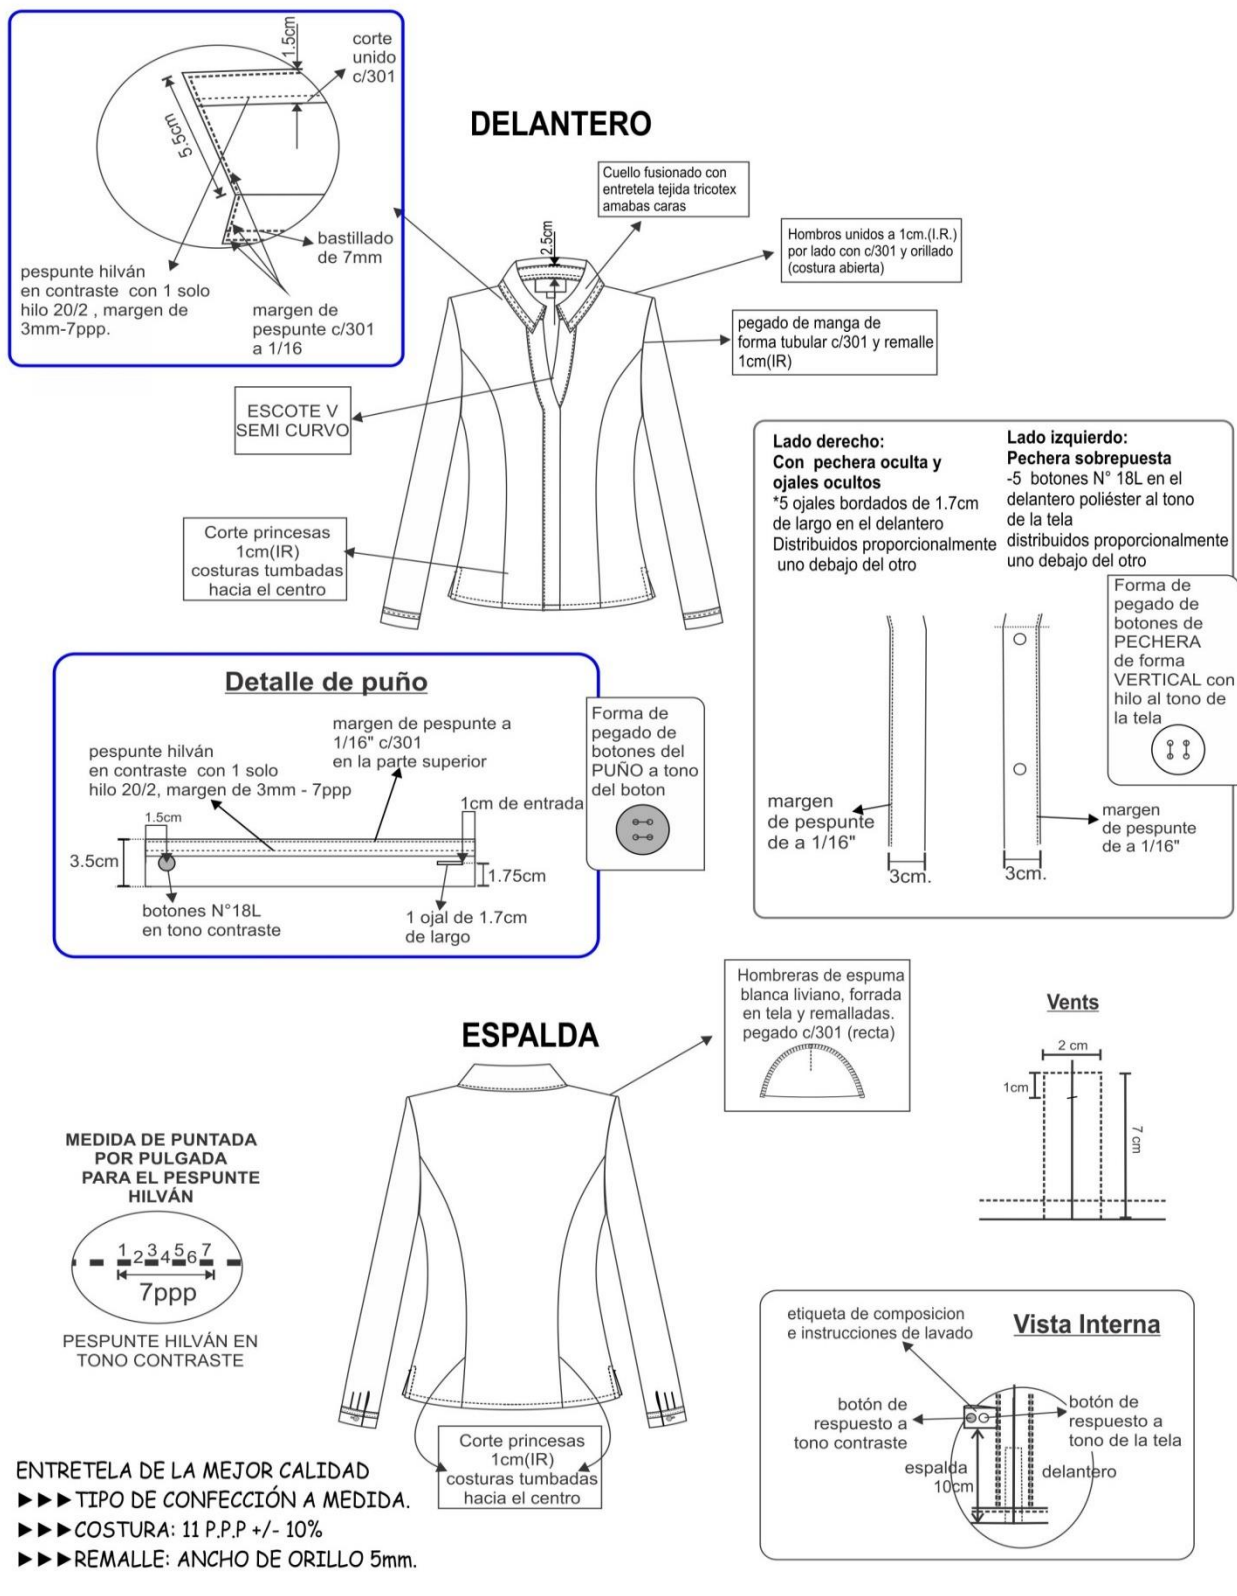 1.5cm
corte
unido
c/301
5.5cm
bastillado
de 7mm
pespunte hilván
en contraste con 1 solo
hilo 20/2 , margen de
3mm-7ppp.
margen de
pespunte c/301
a 1/16
DELANTERO
Cuello fusionado con
entretela tejida tricotex
amabas caras
2.5cm
Hombros unidos a 1cm.(I.R.)
por lado con c/301 y orillado
(costura abierta)
pegado de manga de
forma tubular c/301 y remalle
1cm(IR)
ESCOTE V
SEMI CURVO
Corte princesas
1cm(IR)
costuras tumbadas
hacia el centro
Lado derecho:
Con pechera oculta y
ojales ocultos
*5 ojales bordados de 1.7cm
de largo en el delantero
Distribuidos proporcionalmente
uno debajo del otro
Lado izquierdo:
Pechera sobrepuesta
-5 botones N° 18L en el
delantero poliéster al tono
de la tela
distribuidos proporcionalmente
uno debajo del otro
Forma de
pegado de
botones de
PECHERA
de forma
VERTICAL con
hilo al tono de
la tela
margen
de pespunte
de a 1/16"
3cm.
3cm.
margen
de pespunte
de a 1/16"
Detalle de puño
pespunte hilván
en contraste con 1 solo
hilo 20/2, margen de 3mm - 7ppp
margen de pespunte a
1/16" c/301
en la parte superior
1.5cm
1cm de entrada
3.5cm
1.75cm
botones N°18L
en tono contraste
1 ojal de 1.7cm
de largo
Forma de
pegado de
botones del
PUÑO a tono
del boton
ESPALDA
Hombreras de espuma
blanca liviano, forrada
en tela y remalladas.
pegado c/301 (recta)
Vents
2 cm
1cm
7 cm
MEDIDA DE PUNTADA
POR PULGADA
PARA EL PESPUNTE
HILVÁN
1 2 3 4 5 6 7
7ppp
PESPUNTE HILVÁN EN
TONO CONTRASTE
Corte princesas
1cm(IR)
costuras tumbadas
hacia el centro
etiqueta de composicion
e instrucciones de lavado
Vista Interna
botón de
respuesto a
tono contraste
botón de
respuesto a
tono de la tela
espalda
10cm
delantero
ENTRETELA DE LA MEJOR CALIDAD
►►►TIPO DE CONFECCIÓN A MEDIDA.
►►►COSTURA: 11 P.P.P +/- 10%
►►►REMALLE: ANCHO DE ORILLO 5mm.